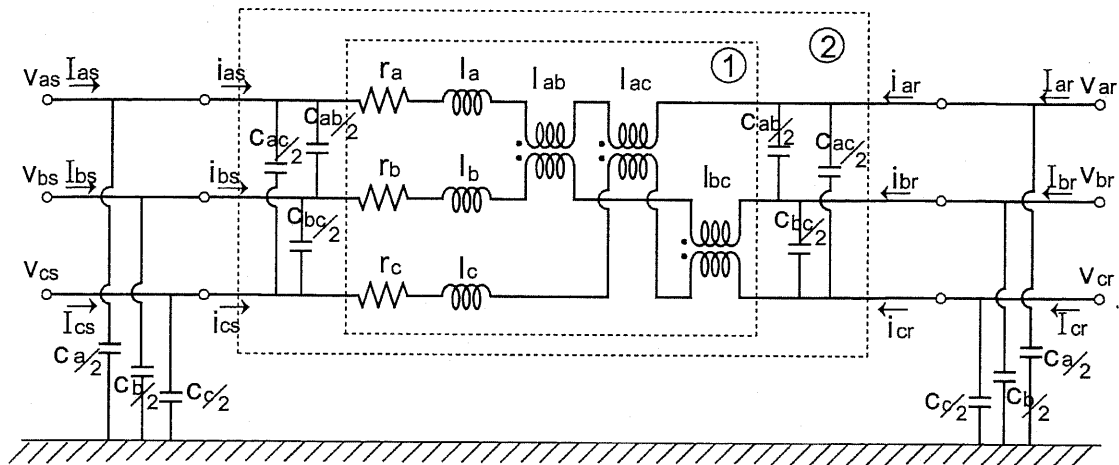 ② 
①
Vas Ias ias ra la lab lac iar Iar Var
Cac/2 Cab/2 Cab/2 Cac/2
Vbs Ibs ibs rb lb lbc ibr Ibr Vbr
Cbc/2 Cbc/2
Vcs rc lc Vcr
Ics ics icr Icr
Ca/2 Cb/2 Cc/2 Cc/2 Cb/2 Ca/2